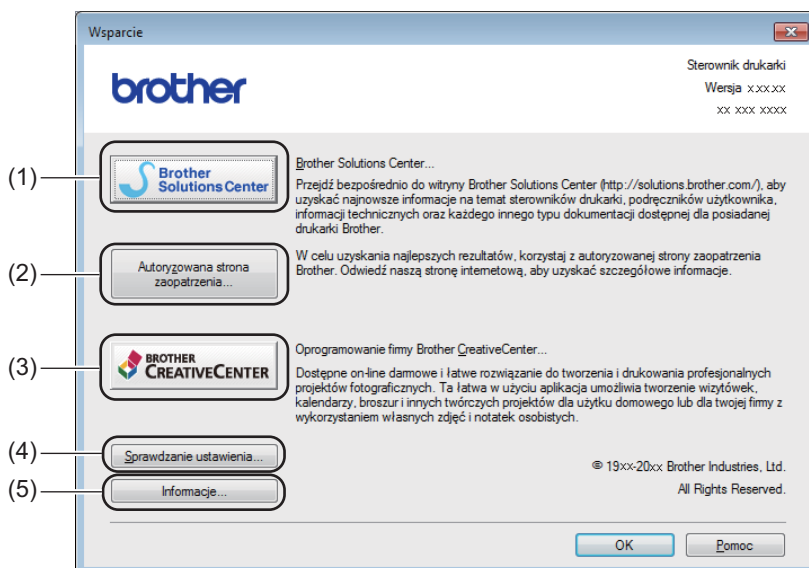 Wsparcie
brother
Sterownik drukarki
Wersja x.xx.xx
xx xxx xxxx
(1)
Brother
Solutions Center
Brother Solutions Center...
Przejdź bezpośrednio do witryny Brother Solutions Center (http://solutions.brother.com/), aby
uzyskać najnowsze informacje na temat sterowników drukarki, podręczników użytkownika,
informacji technicznych oraz każdego innego typu dokumentacji dostępnej dla posiadanej
drukarki Brother.
(2)
Autoryzowana strona
zaopatrzenia...
W celu uzyskania najlepszych rezultatów, korzystaj z autoryzowanej strony zaopatrzenia
Brother. Odwiedź naszą stronę internetową, aby uzyskać szczegółowe informacje.
(3)
BROTHER
CREATIVECENTER
Oprogramowanie firmy Brother CreativeCenter...
Dostępne on-line darmowe i łatwe rozwiązanie do tworzenia i drukowania profesjonalnych
projektów fotograficznych. Ta łatwa w użyciu aplikacja umożliwia tworzenie wizytówek,
kalendarzy, broszur i innych twórczych projektów dla użytku domowego lub dla twojej firmy z
wykorzystaniem własnych zdjęć i notatek osobistych.
(4)
Sprawdzanie ustawienia...
(5)
Informacje...
© 19xx-20xx Brother Industries, Ltd.
All Rights Reserved.
OK
Pomoc